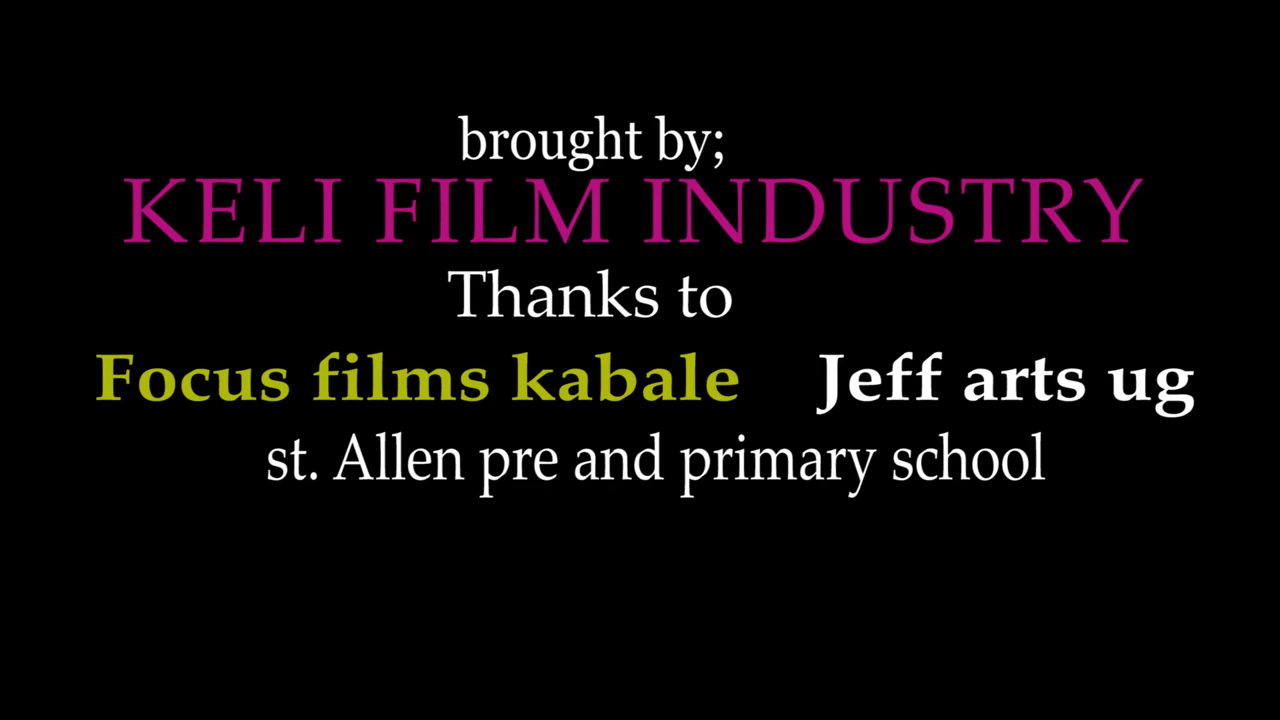 brought by;
KELI FILM INDUSTRY
Thanks to
Focus films kabale Jeff arts ug
st. Allen pre and primary school